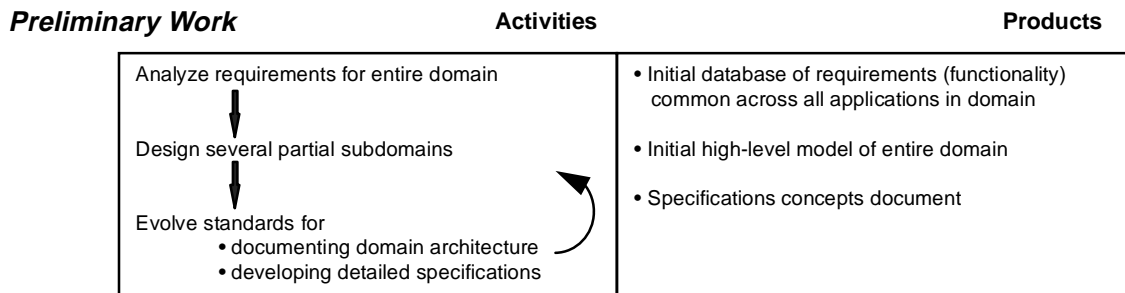 Preliminary Work
Activities
Products
Analyze requirements for entire domain
Design several partial subdomains
Evolve standards for
• documenting domain architecture
• developing detailed specifications
• Initial database of requirements (functionality)
common across all applications in domain
• Initial high-level model of entire domain
• Specifications concepts document